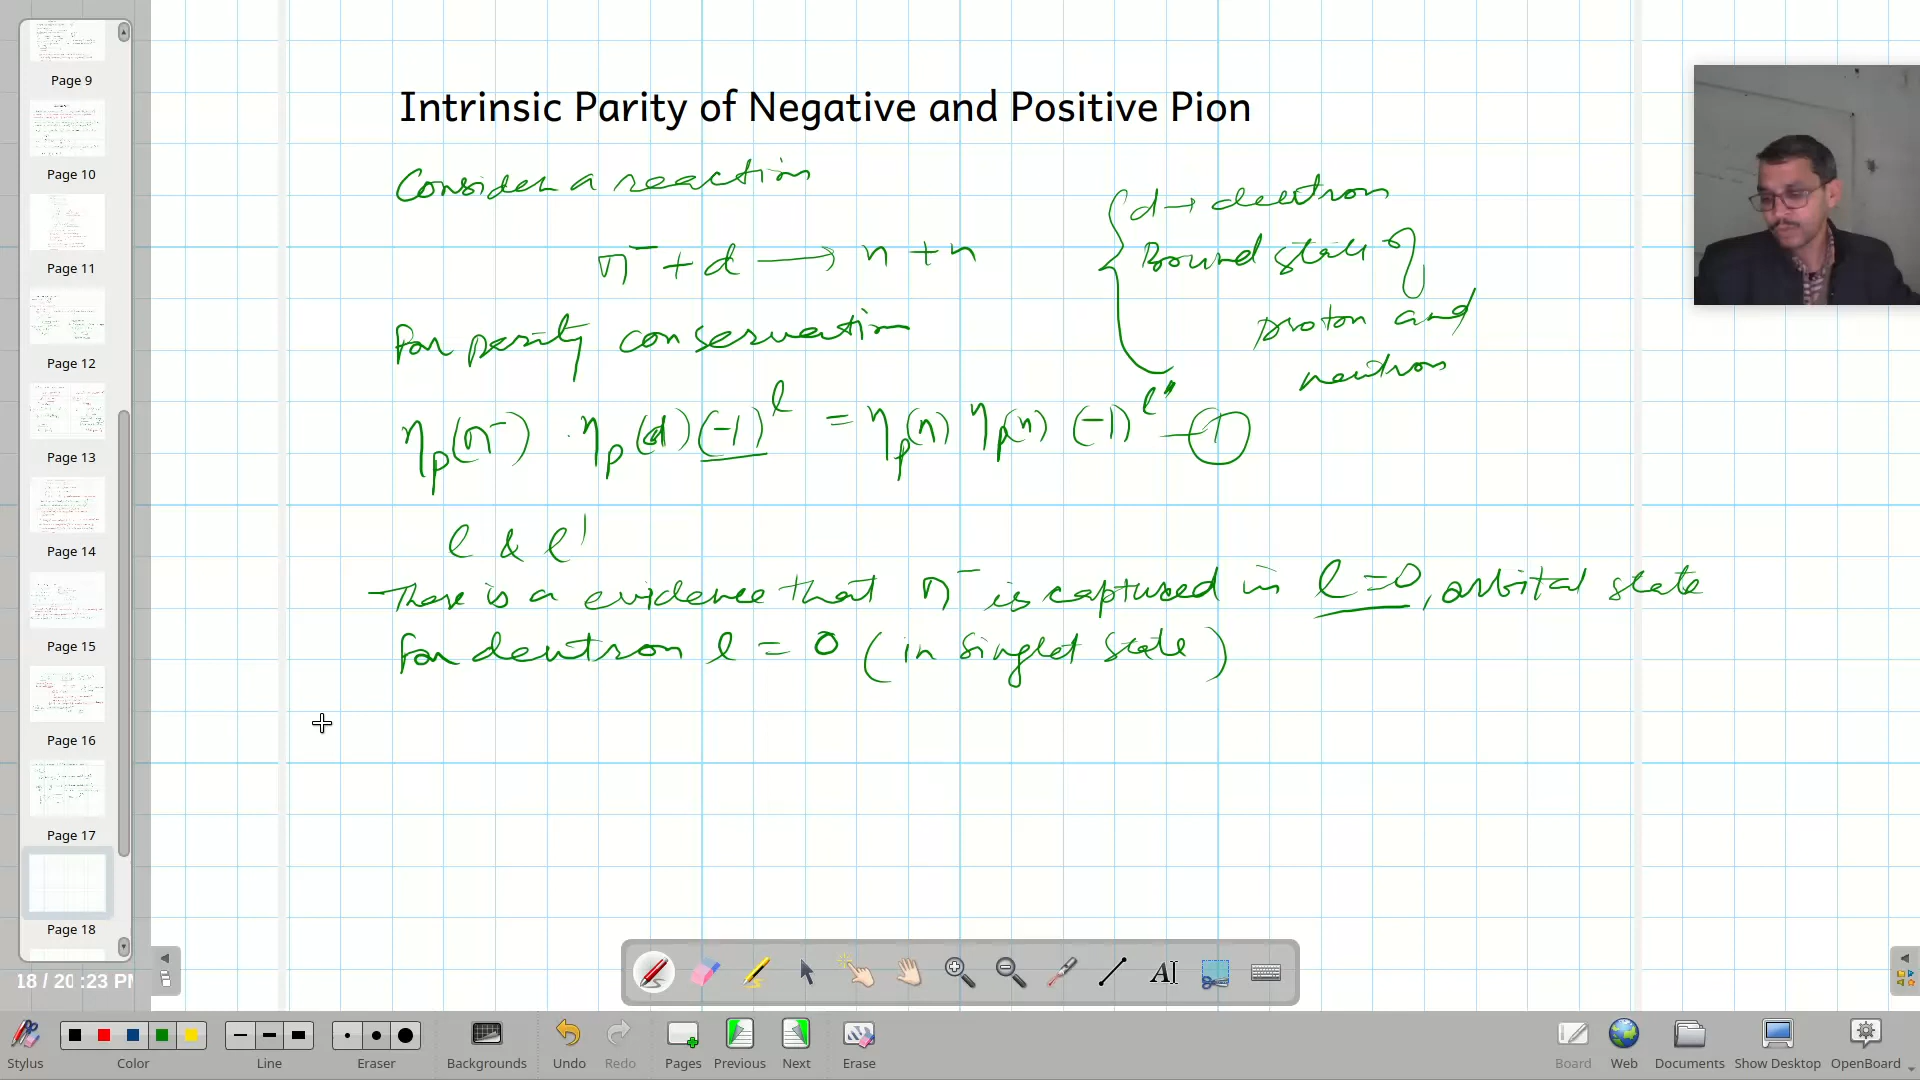 Intrinsic Parity of Negative and Positive Pion
Consider a reaction
π⁻ + d → n + n
{ d → deutron
Bound state of
proton and
neutron
For parity conservation
ηp(π⁻) · ηp(d) (-1)^l = ηp(n) ηp(n) (-1)^l' — ①
l & l'
There is a evidence that π⁻ is captured in l = 0, orbital state
For deutron l = 0 (in singlet state)
Page 9
Page 10
Page 11
Page 12
Page 13
Page 14
Page 15
Page 16
Page 17
Page 18
18 / 20:23 PM
Stylus
Color
Line
Eraser
Backgrounds
Undo
Redo
Pages
Previous
Next
Erase
Board
Web
Documents
Show Desktop
OpenBoard